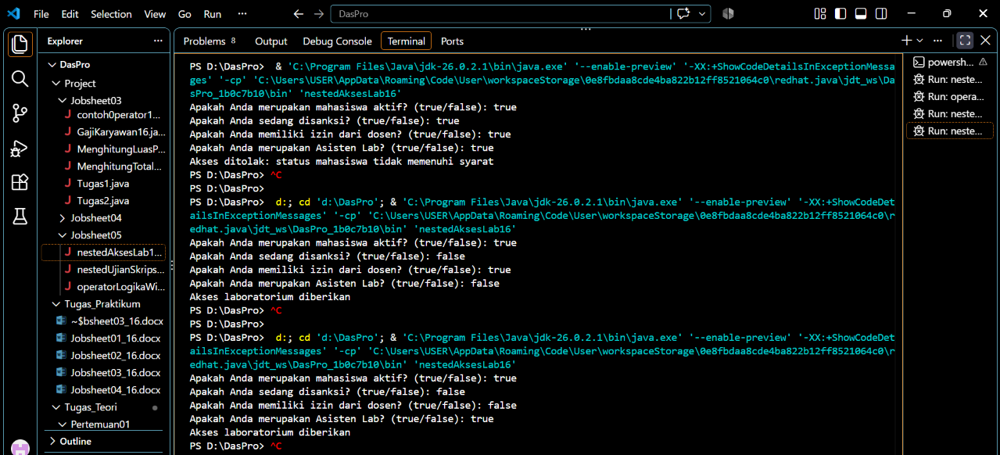 File Edit Selection View Go Run ··· DasPro
Explorer ···
DasPro
Project
Jobsheet03
contoh0perator1...
GajiKaryawan16.ja...
MenghitungLuasP...
MenghitungTotal...
Tugas1.java
Tugas2.java
Jobsheet04
Jobsheet05
nestedAksesLab1...
nestedUjianSkrips...
operatorLogikaWi...
Tugas_Praktikum
~$bsheet03_16.docx
Jobsheet01_16.docx
Jobsheet02_16.docx
Jobsheet03_16.docx
Jobsheet04_16.docx
Tugas_Teori
Pertemuan01
Outline
Problems 8 Output Debug Console Terminal Ports
PS D:\DasPro>  & 'C:\Program Files\Java\jdk-26.0.2.1\bin\java.exe' '--enable-preview' '-XX:+ShowCodeDetailsInExceptionMessa
ges' '-cp' 'C:\Users\USER\AppData\Roaming\Code\User\workspaceStorage\0e8fbdaa8cde4ba822b12ff8521064c0\redhat.java\jdt_ws\Da
sPro_1b0c7b10\bin' 'nestedAksesLab16'
Apakah Anda merupakan mahasiswa aktif? (true/false): true
Apakah Anda sedang disanksi? (true/false): true
Apakah Anda memiliki izin dari dosen? (true/false): true
Apakah Anda merupakan Asisten Lab? (true/false): true
Akses ditolak: status mahasiswa tidak memenuhi syarat
PS D:\DasPro> ^C
PS D:\DasPro>
PS D:\DasPro>  d:; cd 'd:\DasPro'; & 'C:\Program Files\Java\jdk-26.0.2.1\bin\java.exe' '--enable-preview' '-XX:+ShowCodeDet
ailsInExceptionMessages' '-cp' 'C:\Users\USER\AppData\Roaming\Code\User\workspaceStorage\0e8fbdaa8cde4ba822b12ff8521064c0\r
edhat.java\jdt_ws\DasPro_1b0c7b10\bin' 'nestedAksesLab16'
Apakah Anda merupakan mahasiswa aktif? (true/false): true
Apakah Anda sedang disanksi? (true/false): false
Apakah Anda memiliki izin dari dosen? (true/false): true
Apakah Anda merupakan Asisten Lab? (true/false): false
Akses laboratorium diberikan
PS D:\DasPro> ^C
PS D:\DasPro>
PS D:\DasPro>  d:; cd 'd:\DasPro'; & 'C:\Program Files\Java\jdk-26.0.2.1\bin\java.exe' '--enable-preview' '-XX:+ShowCodeDet
ailsInExceptionMessages' '-cp' 'C:\Users\USER\AppData\Roaming\Code\User\workspaceStorage\0e8fbdaa8cde4ba822b12ff8521064c0\r
edhat.java\jdt_ws\DasPro_1b0c7b10\bin' 'nestedAksesLab16'
Apakah Anda merupakan mahasiswa aktif? (true/false): true
Apakah Anda sedang disanksi? (true/false): false
Apakah Anda memiliki izin dari dosen? (true/false): false
Apakah Anda merupakan Asisten Lab? (true/false): true
Akses laboratorium diberikan
PS D:\DasPro> ^C
powersh...
Run: neste...
Run: opera...
Run: neste...
Run: neste...